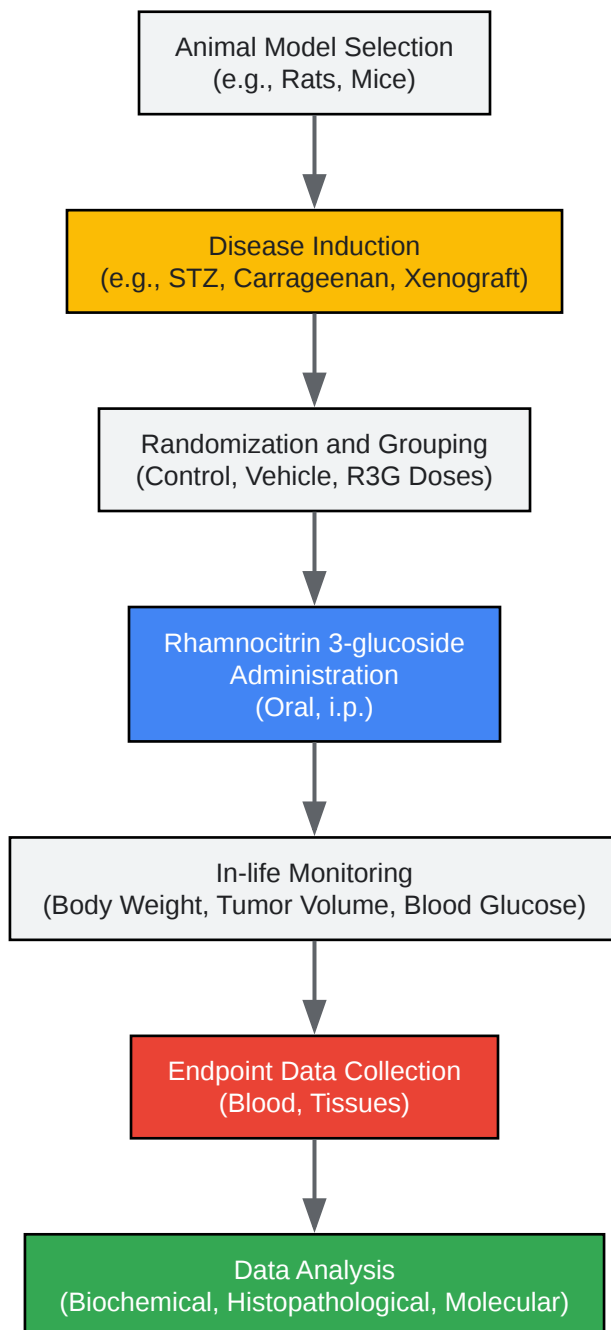 Animal Model Selection
(e.g., Rats, Mice)
Disease Induction
(e.g., STZ, Carrageenan, Xenograft)
Randomization and Grouping
(Control, Vehicle, R3G Doses)
Rhamnocitrin 3-glucoside
Administration
(Oral, i.p.)
In-life Monitoring
(Body Weight, Tumor Volume, Blood Glucose)
Endpoint Data Collection
(Blood, Tissues)
Data Analysis
(Biochemical, Histopathological, Molecular)